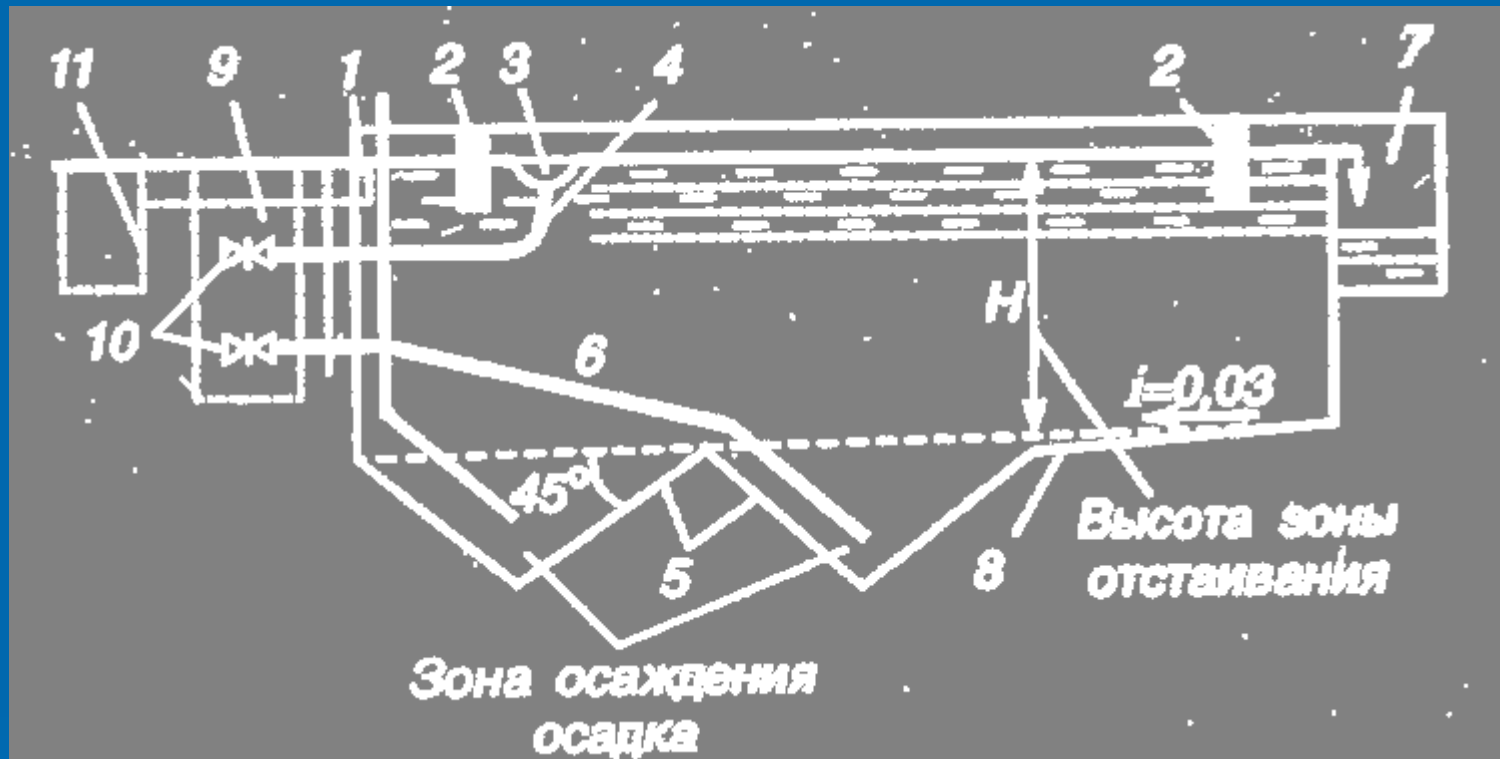 11 9 1 2 3 4 2 7
10
6
H
i=0,03
45°
5
8
Высота зоны
отстаивания
Зона осаждения
осадка